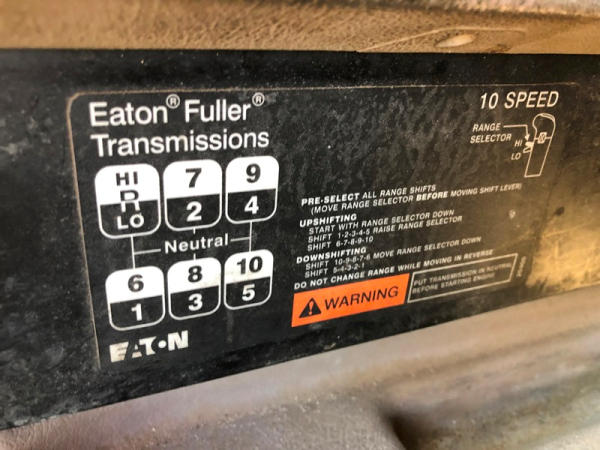 Eaton® Fuller®
Transmissions
10 SPEED
RANGE
SELECTOR
HI
LO
HI
R
LO
7
2
9
4
Neutral
6
1
8
3
10
5
PRE-SELECT ALL RANGE SHIFTS
(MOVE RANGE SELECTOR BEFORE MOVING SHIFT LEVER)
UPSHIFTING
START WITH RANGE SELECTOR DOWN
SHIFT 1-2-3-4-5 RAISE RANGE SELECTOR
SHIFT 6-7-8-9-10
DOWNSHIFTING
SHIFT 10-9-8-7-6 MOVE RANGE SELECTOR DOWN
SHIFT 5-4-3-2-1
DO NOT CHANGE RANGE WHILE MOVING IN REVERSE
WARNING
PUT TRANSMISSION IN NEUTRAL
BEFORE STARTING ENGINE
EATON